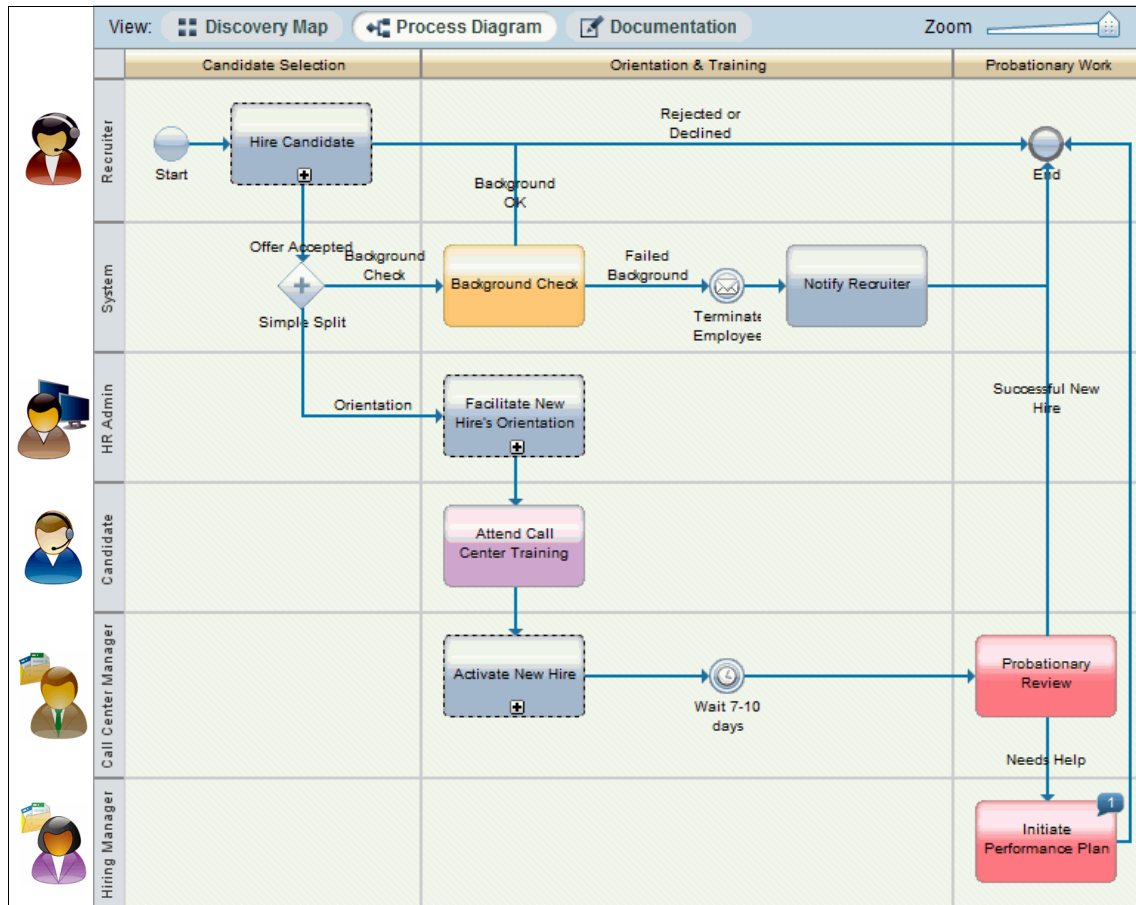 View:
Discovery Map
Process Diagram
Documentation
Zoom
Candidate Selection
Orientation & Training
Probationary Work
Recruiter
Start
Hire Candidate
Rejected or
Declined
End
Background
OK
System
Offer Accepted
Background
Check
Simple Split
Background Check
Failed
Background
Terminate
Employee
Notify Recruiter
HR Admin
Orientation
Facilitate New
Hire's Orientation
Successful New
Hire
Candidate
Attend Call
Center Training
Call Center Manager
Activate New Hire
Wait 7-10
days
Probationary
Review
Needs Help
Hiring Manager
1
Initiate
Performance Plan